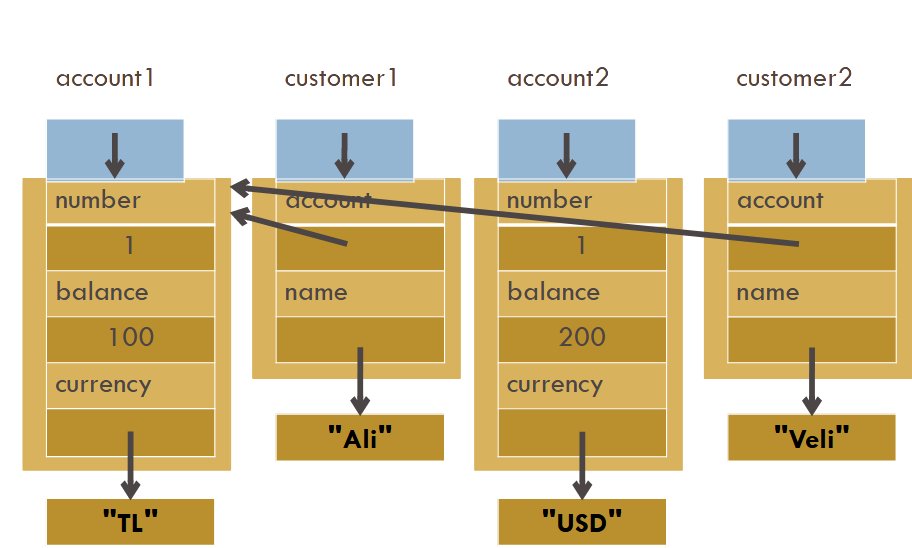 account1
customer1
account2
customer2
number
account
number
account
1
1
balance
name
balance
name
100
200
currency
currency
"Ali"
"Veli"
"TL"
"USD"